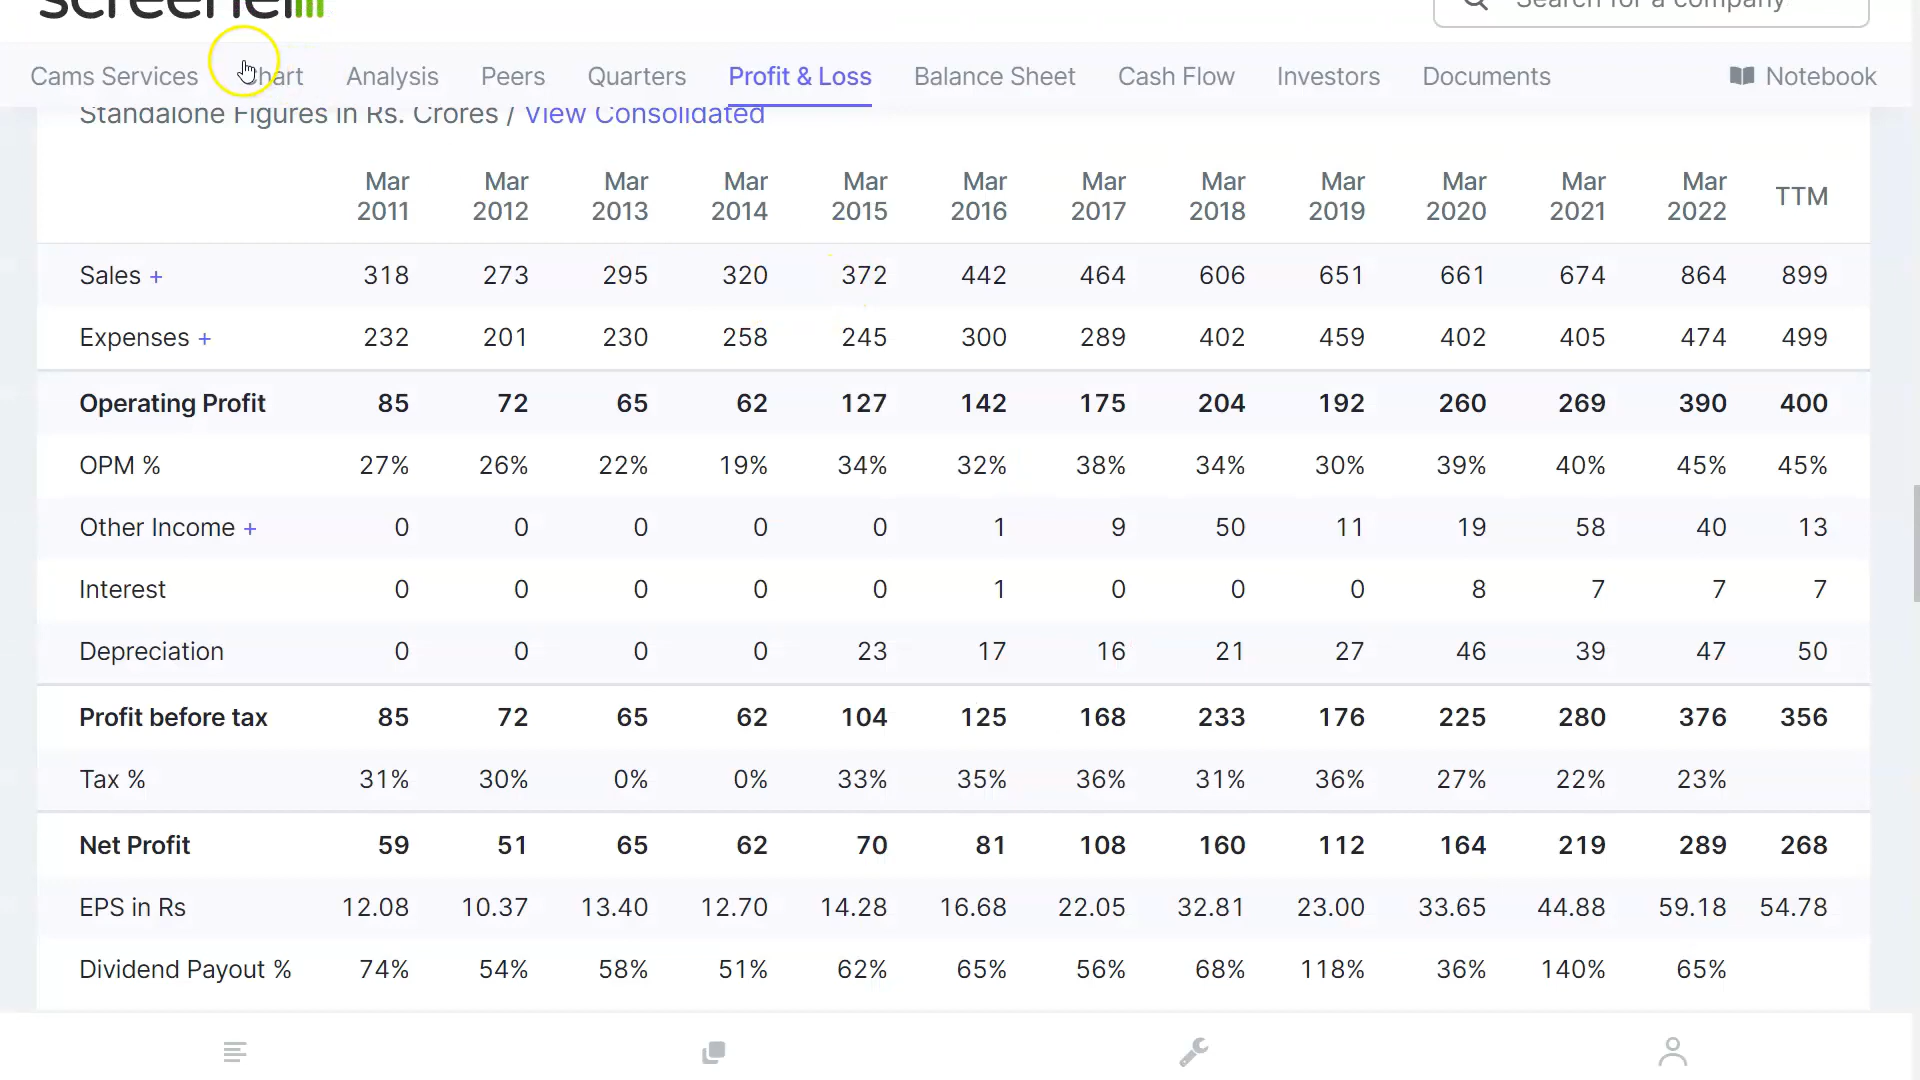 screener
Search for a company
Cams Services Chart Analysis Peers Quarters Profit & Loss Balance Sheet Cash Flow Investors Documents Notebook
Standalone Figures in Rs. Crores / View Consolidated
Mar 2011 Mar 2012 Mar 2013 Mar 2014 Mar 2015 Mar 2016 Mar 2017 Mar 2018 Mar 2019 Mar 2020 Mar 2021 Mar 2022 TTM
Sales + 318 273 295 320 372 442 464 606 651 661 674 864 899
Expenses + 232 201 230 258 245 300 289 402 459 402 405 474 499
Operating Profit 85 72 65 62 127 142 175 204 192 260 269 390 400
OPM % 27% 26% 22% 19% 34% 32% 38% 34% 30% 39% 40% 45% 45%
Other Income + 0 0 0 0 0 1 9 50 11 19 58 40 13
Interest 0 0 0 0 0 1 0 0 0 8 7 7 7
Depreciation 0 0 0 0 23 17 16 21 27 46 39 47 50
Profit before tax 85 72 65 62 104 125 168 233 176 225 280 376 356
Tax % 31% 30% 0% 0% 33% 35% 36% 31% 36% 27% 22% 23%
Net Profit 59 51 65 62 70 81 108 160 112 164 219 289 268
EPS in Rs 12.08 10.37 13.40 12.70 14.28 16.68 22.05 32.81 23.00 33.65 44.88 59.18 54.78
Dividend Payout % 74% 54% 58% 51% 62% 65% 56% 68% 118% 36% 140% 65%